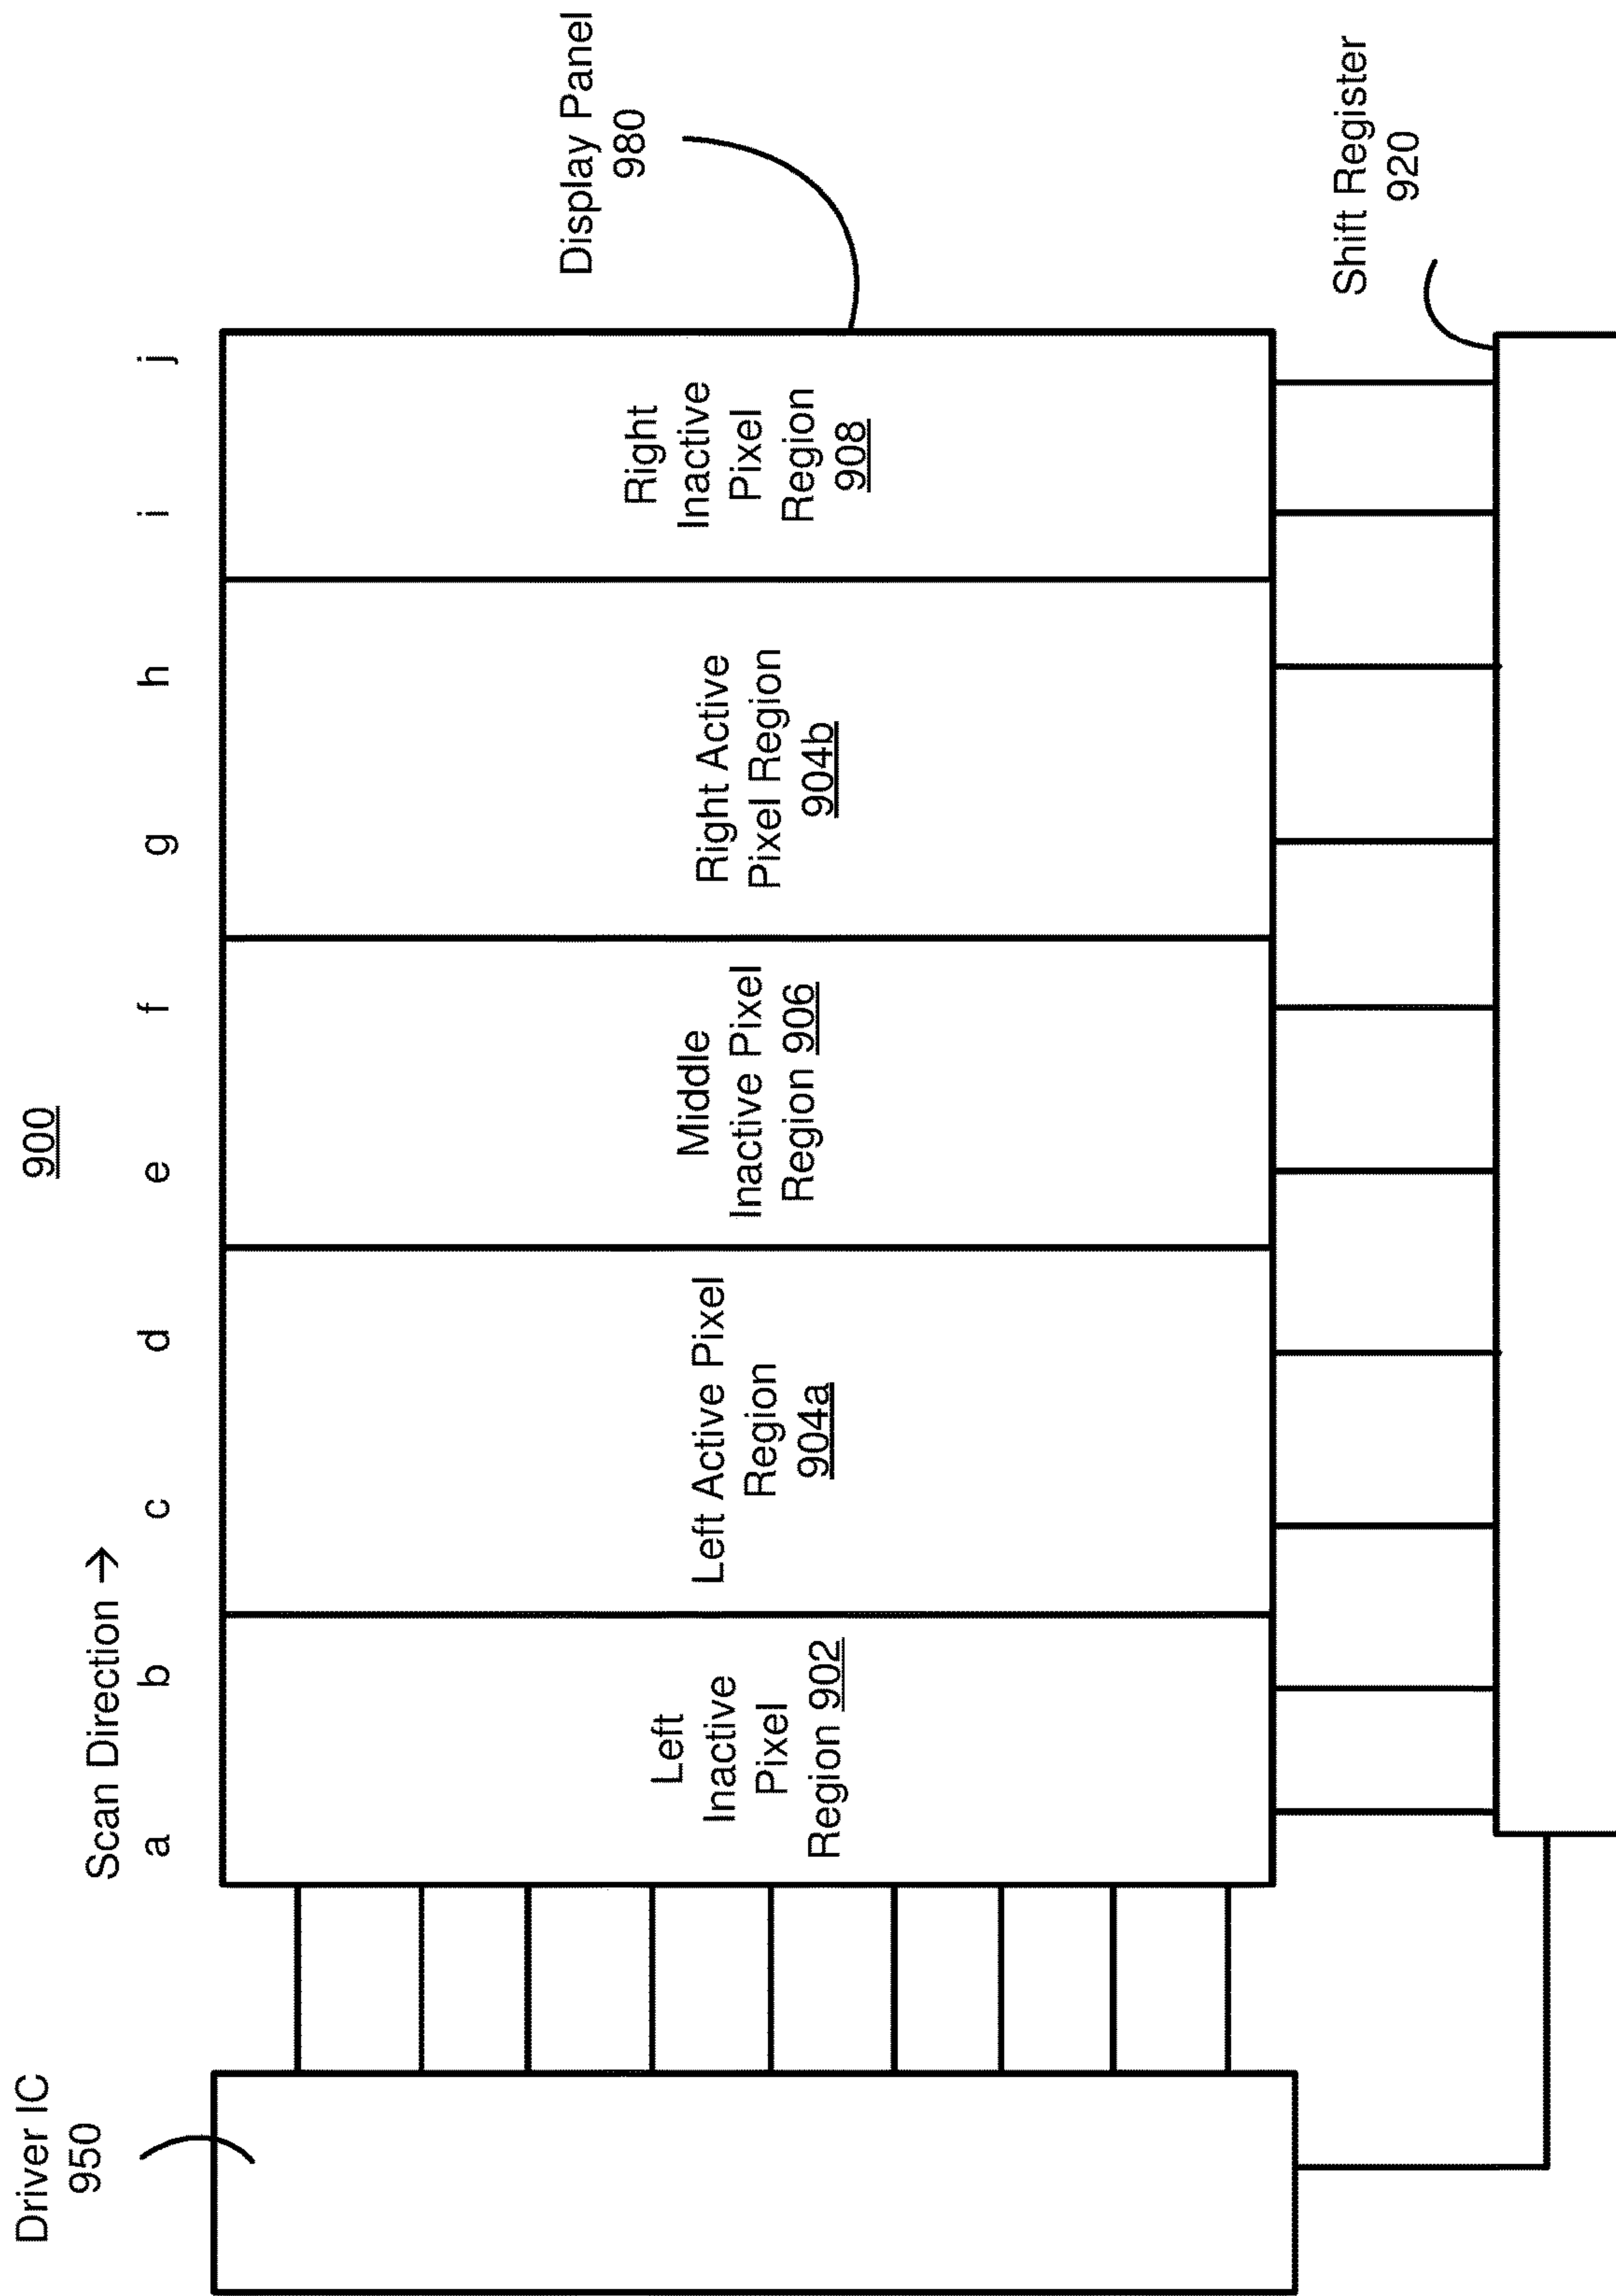 900
Driver IC
950
Scan Direction →
a b c d e f g h i j
Left
Inactive
Pixel
Region 902
Left Active Pixel
Region
904a
Middle
Inactive Pixel
Region 906
Right Active
Pixel Region
904b
Right
Inactive
Pixel
Region
908
Display Panel
980
Shift Register
920